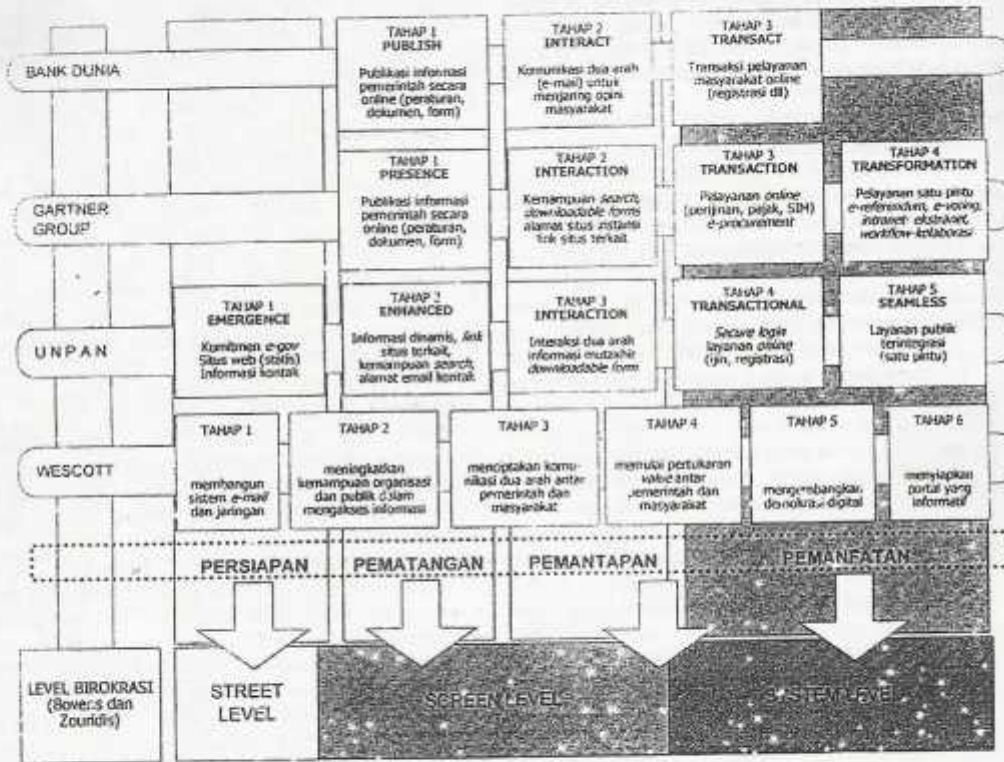 BANK DUNIA
TAHAP 1
PUBLISH
Publikasi informasi
pemerintah secara
online (peraturan,
dokumen, form)
TAHAP 2
INTERACT
Komunikasi dua arah
(e-mail) untuk
menjaring opini
masyarakat
TAHAP 3
TRANSACT
Transaksi pelayanan
masyarakat online
(registrasi dll)
GARTNER
GROUP
TAHAP 1
PRESENCE
Publikasi informasi
pemerintah secara
online (peraturan,
dokumen, form)
TAHAP 2
INTERACTION
Kemampuan search,
downloadable forms
alamat situs instansi
link situs terkait
TAHAP 3
TRANSACTION
Pelayanan online
(perijinan, pajak, SIM)
e-procurement
TAHAP 4
TRANSFORMATION
Pelayanan satu pintu
e-referendum, e-voting,
intranet- ekstranet,
workflow-kolaborasi
UNPAN
TAHAP 1
EMERGENCE
Komitmen e-gov
Situs web (statis)
Informasi kontak
TAHAP 2
ENHANCED
Informasi dinamis, link
situs terkait,
kemampuan search,
alamat email kontak
TAHAP 3
INTERACTION
Interaksi dua arah
informasi mutakhir
downloadable form
TAHAP 4
TRANSACTIONAL
Secure login
layanan online
(ijin, registrasi)
TAHAP 5
SEAMLESS
Layanan publik
terintegrasi
(satu pintu)
WESCOTT
TAHAP 1
membangun
sistem e-mail
dan jaringan
TAHAP 2
meningkatkan
kemampuan organisasi
dan publik dalam
mengakses informasi
TAHAP 3
menciptakan komu-
nikasi dua arah antar
pemerintah dan
masyarakat
TAHAP 4
memulai pertukaran
value antar
pemerintah dan
masyarakat
TAHAP 5
mengembangkan
demokrasi digital
TAHAP 6
menyiapkan
portal yang
informatif
PERSIAPAN
PEMATANGAN
PEMANTAPAN
PEMANFATAN
LEVEL BIROKRASI
(Bovens dan
Zouridis)
STREET
LEVEL
SCREEN LEVEL
SYSTEM LEVEL